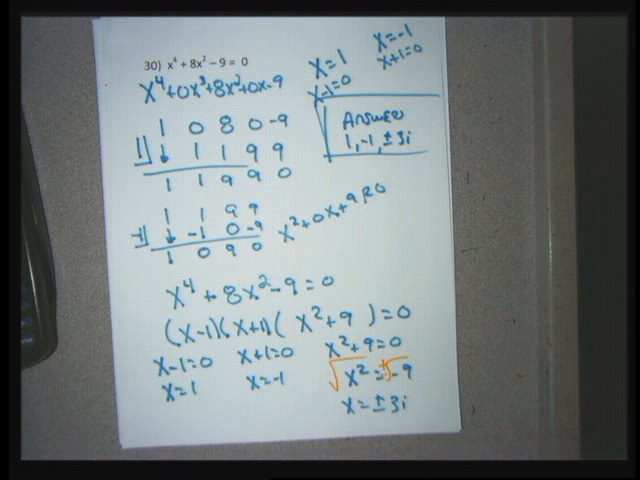 30) x⁴ + 8x² − 9 = 0
x⁴+0x³+8x²+0x-9
x=1
x-1=0
x=-1
x+1=0
Answer
1, -1, ±3i
1 0 8 0 -9
1 ↓ 1 1 9 9
1 1 9 9 0
1 1 9 9
-1 ↓ -1 0 -9
1 0 9 0
x²+0x+9 R0
x⁴ + 8x² - 9 = 0
(x-1)(x+1)(x²+9) = 0
x-1=0 x+1=0 x²+9=0
x=1 x=-1 √x² = ±√-9
x = ±3i